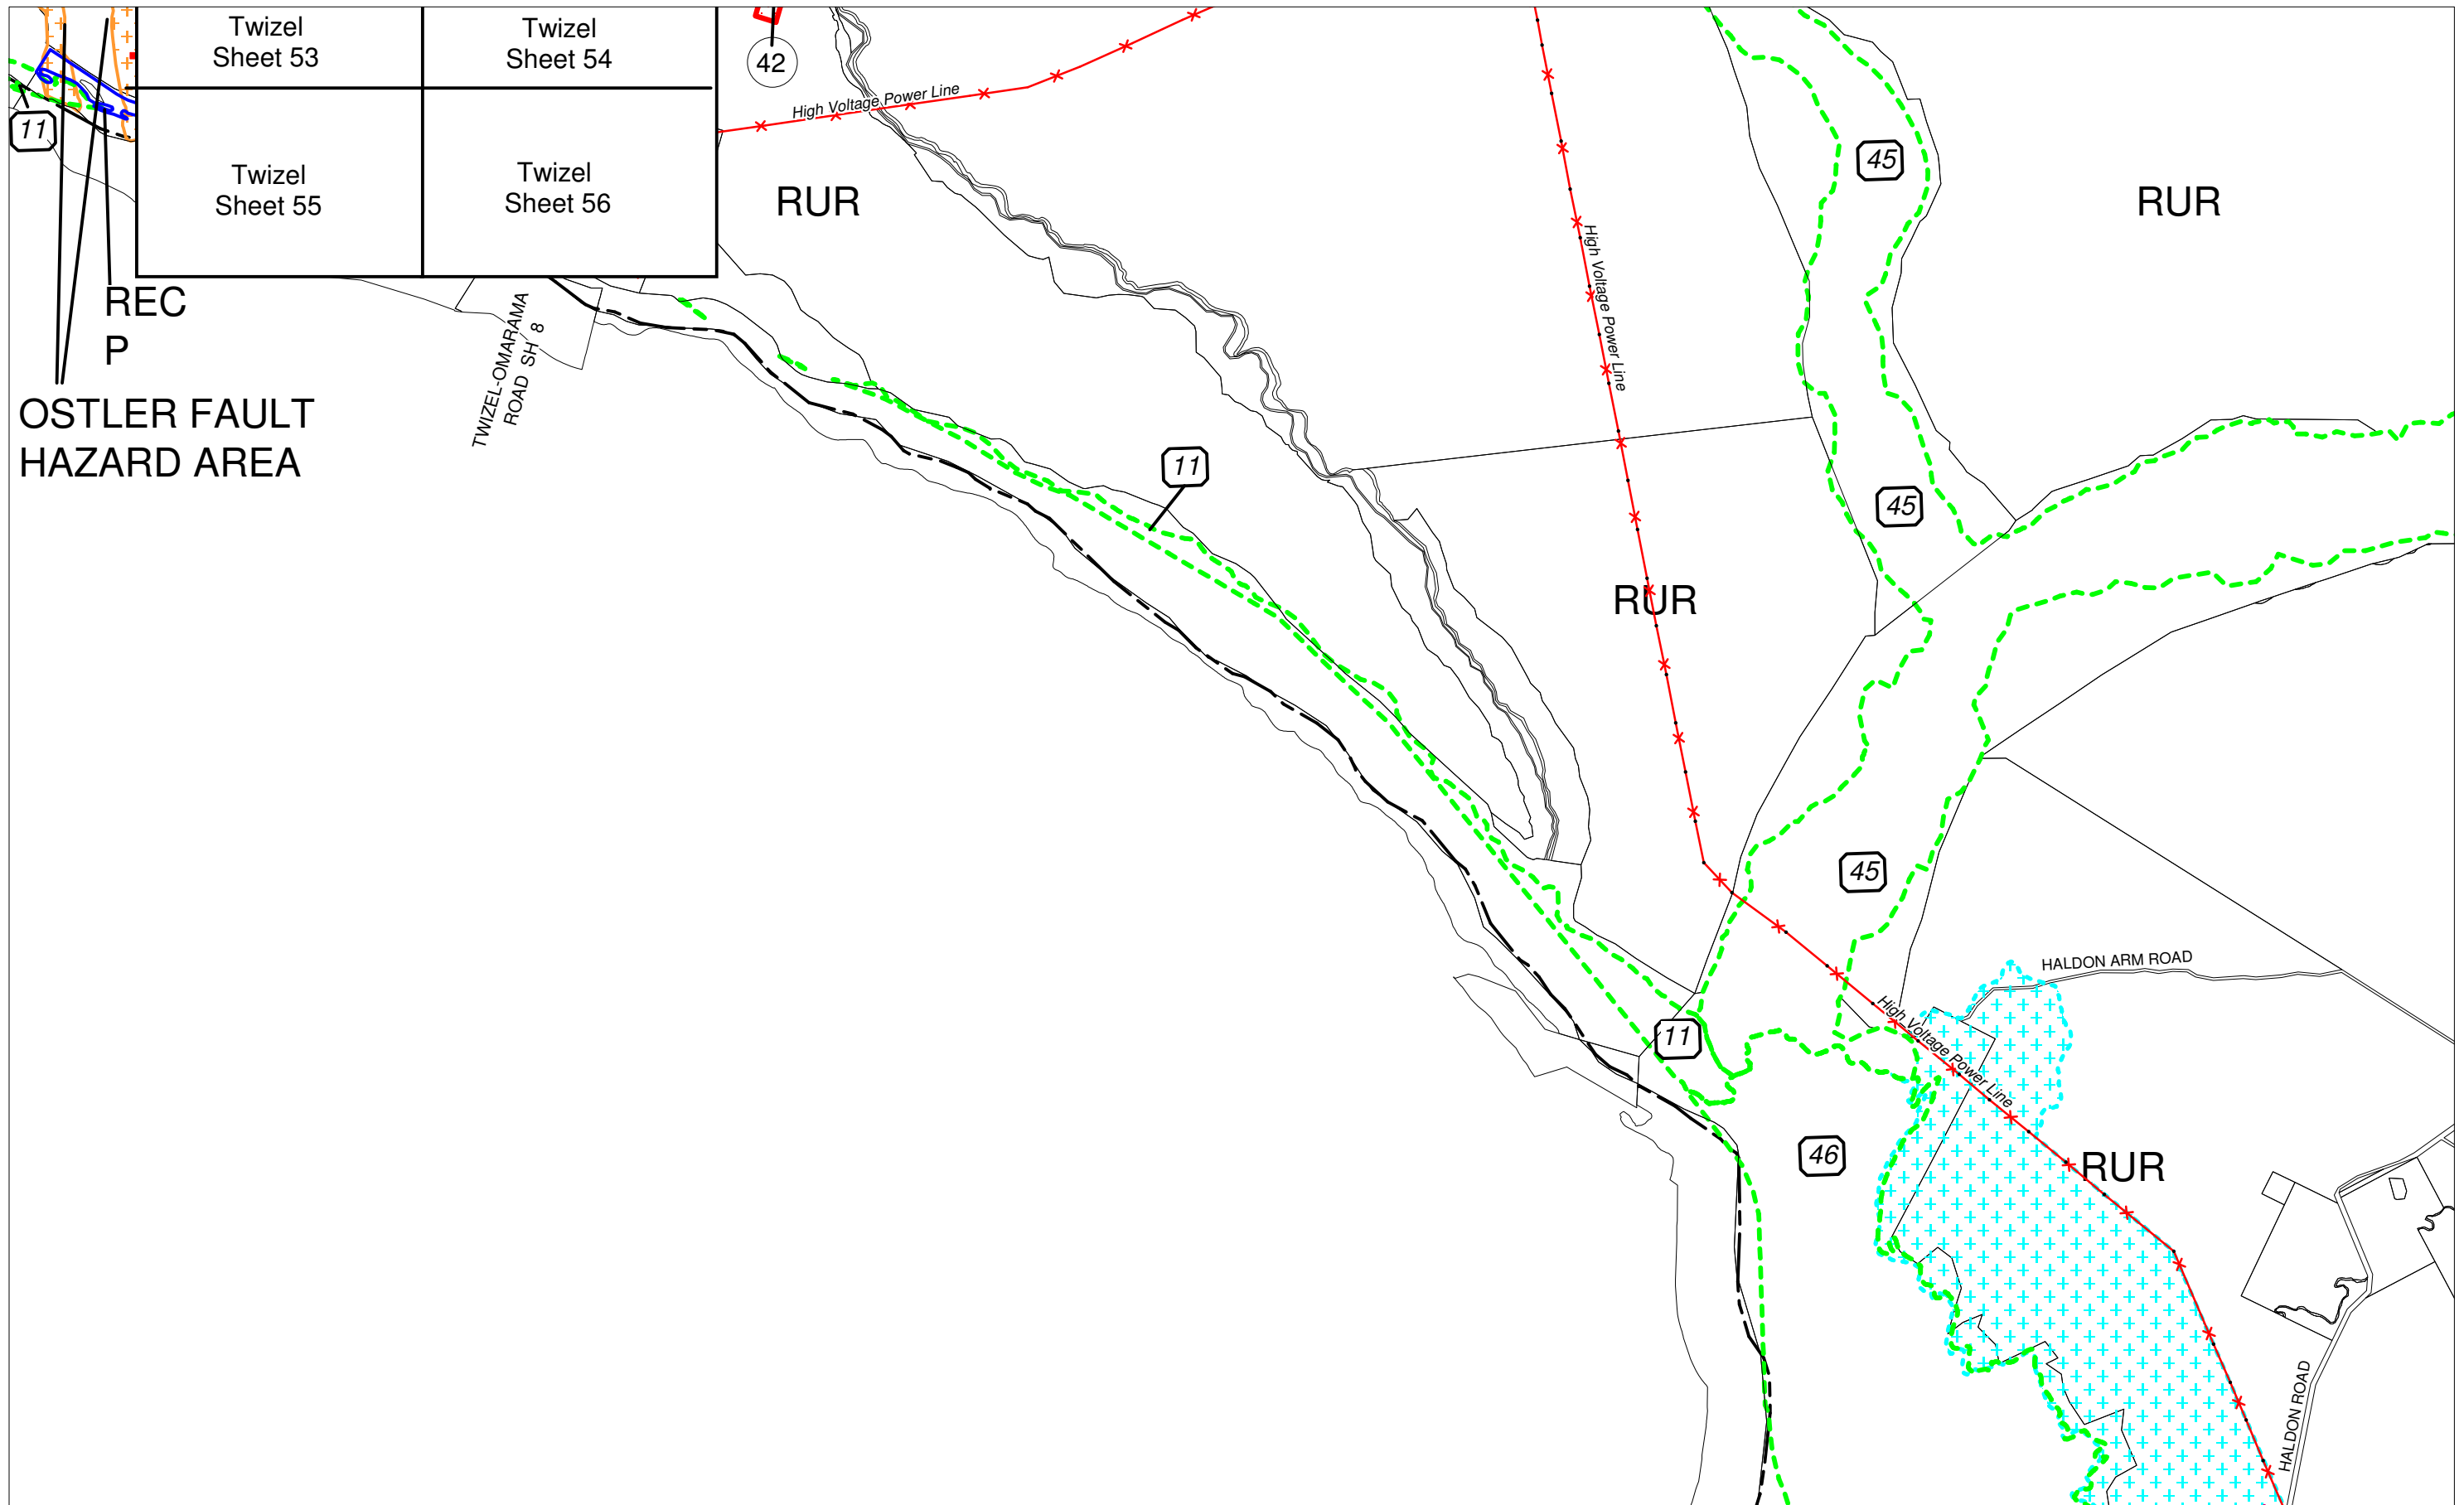 Twizel
Sheet 53
Twizel
Sheet 54
42
High Voltage Power Line
11
45
Twizel
Sheet 55
Twizel
Sheet 56
RUR
RUR
High Voltage Power Line
REC
P
TWIZEL-OMARAMA
ROAD SH 8
OSTLER FAULT
HAZARD AREA
11
45
RUR
45
HALDON ARM ROAD
High Voltage Power Line
11
46
RUR
HALDON ROAD